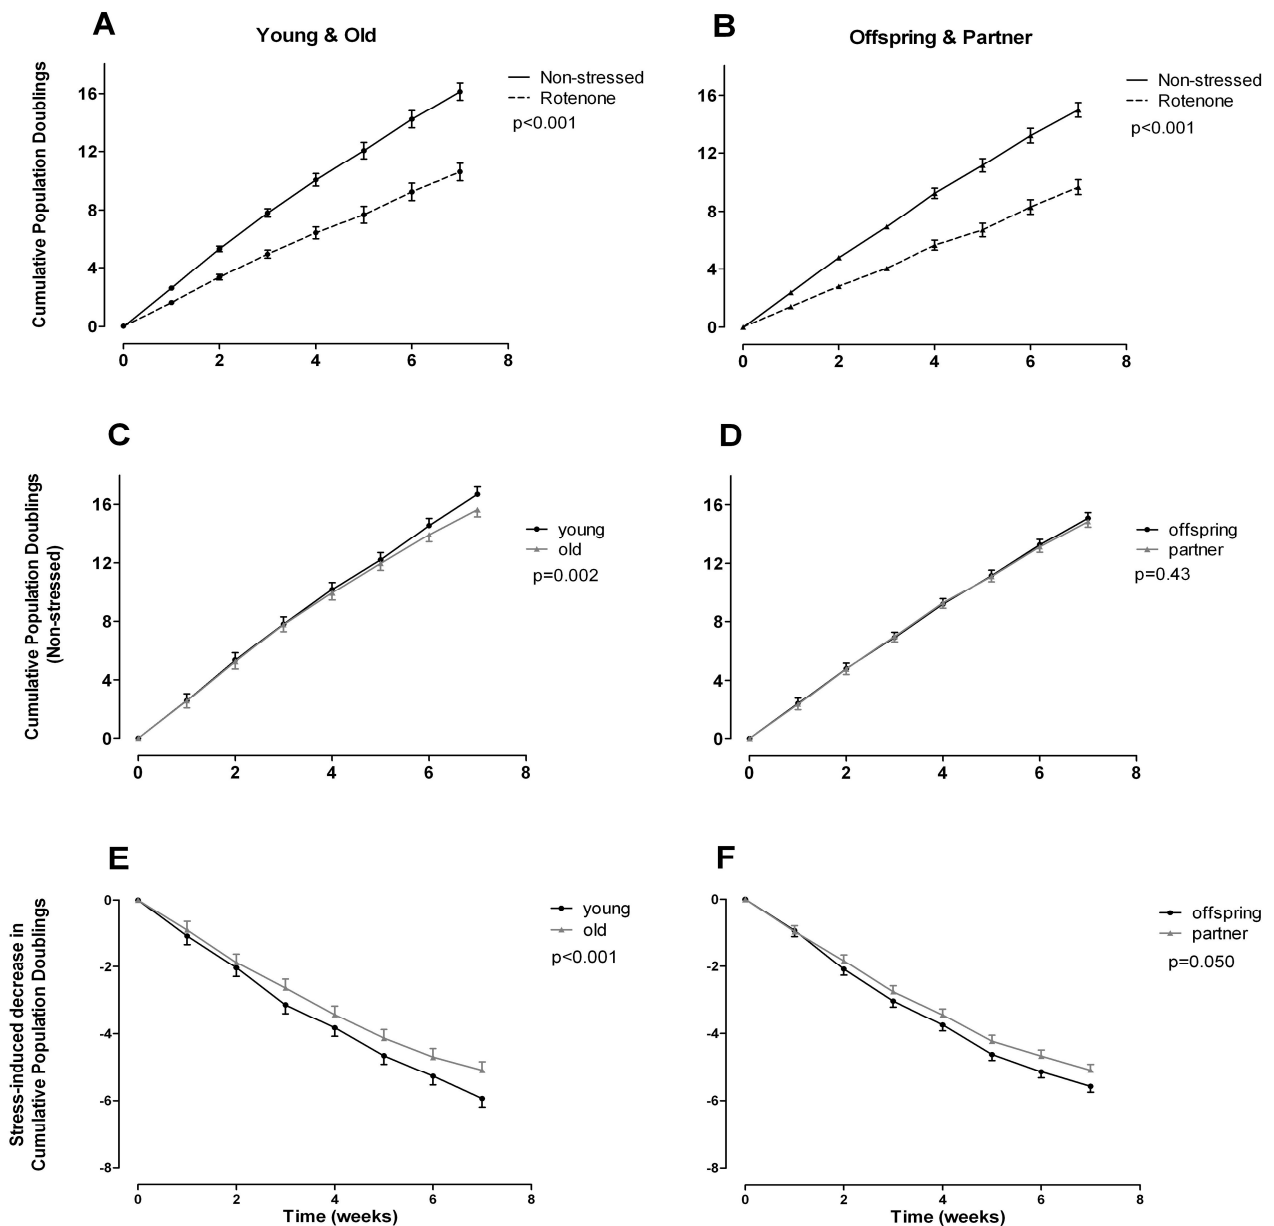 A
Young & Old
Cumulative Population Doublings
16
12
8
4
0
0 2 4 6 8
Non-stressed
Rotenone
p<0.001
B
Offspring & Partner
16
12
8
4
0
0 2 4 6 8
Non-stressed
Rotenone
p<0.001
C
Cumulative Population Doublings
(Non-stressed)
16
12
8
4
0
0 2 4 6 8
young
old
p=0.002
D
16
12
8
4
0
0 2 4 6 8
offspring
partner
p=0.43
E
Stress-induced decrease in
Cumulative Population Doublings
0
-2
-4
-6
-8
0 2 4 6 8
Time (weeks)
young
old
p<0.001
F
0
-2
-4
-6
-8
0 2 4 6 8
Time (weeks)
offspring
partner
p=0.050